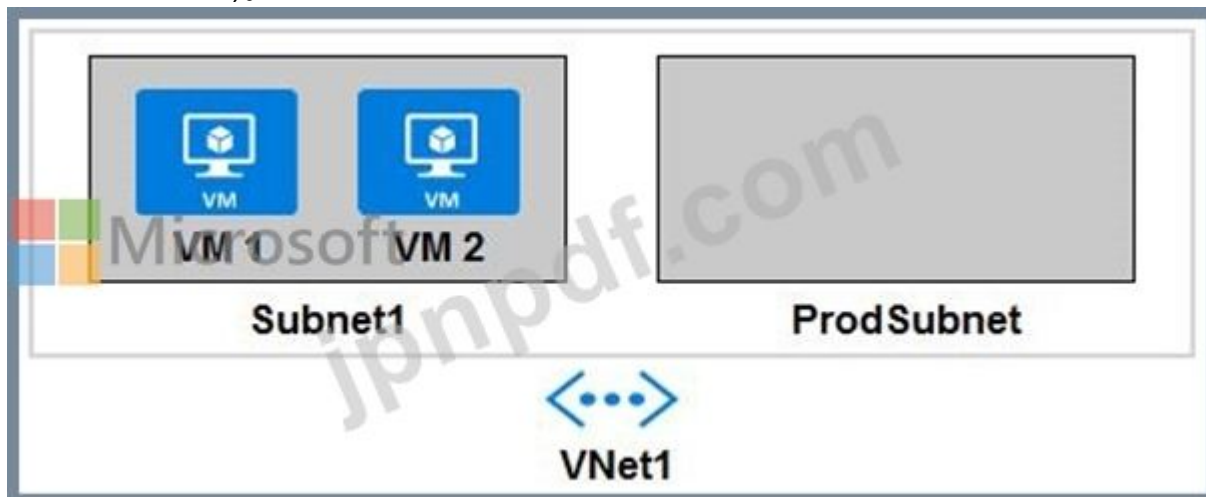 VM VM
VM 1 VM 2
Microsoft
Subnet1 ProdSubnet
jpnpdf.com
VNet1